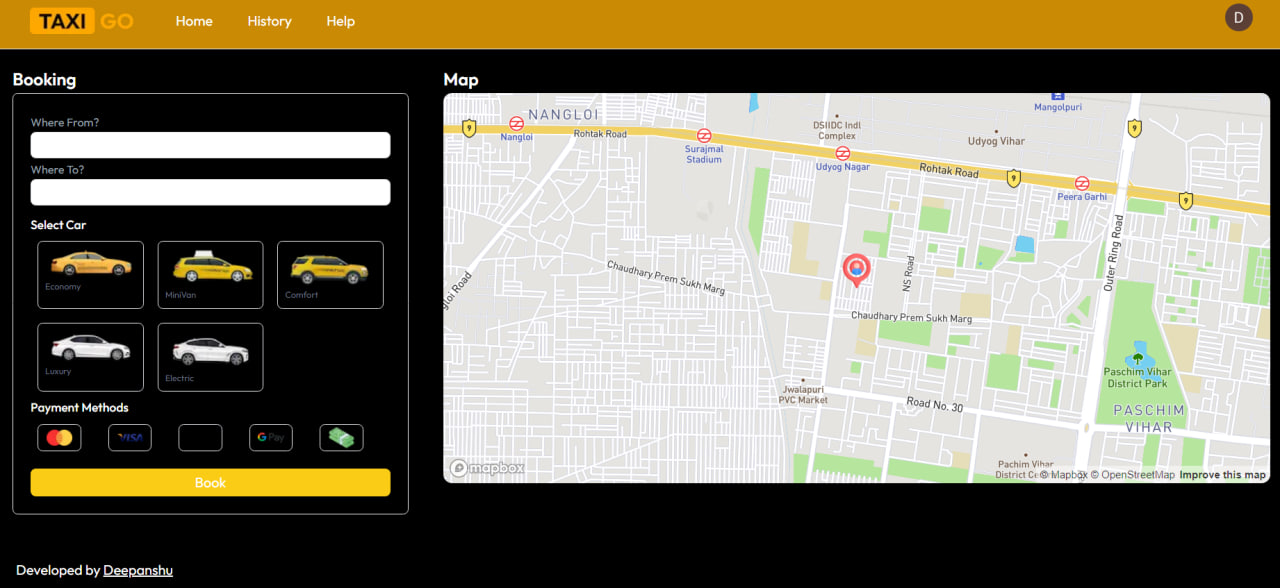 TAXI GO
Home
History
Help
D
Booking
Where From?
Where To?
Select Car
Economy
MiniVan
Comfort
Luxury
Electric
Payment Methods
VISA
G Pay
Book
Map
NANGLOI
9
Nangloi
Rohtak Road
Surajmal
Stadium
DSIIDC Indl
Complex
Udyog Nagar
Udyog Vihar
Mangolpuri
9
Rohtak Road
9
Peera Garhi
9
Outer Ring Road
NS Road
Chaudhary Prem Sukh Marg
gloi Road
Chaudhary Prem Sukh Marg
Jwalapuri
PVC Market
Road No. 30
Paschim Vihar
District Park
PASCHIM
VIHAR
Pachim Vihar
District Ce
mapbox
© Mapbox © OpenStreetMap Improve this map
Developed by Deepanshu